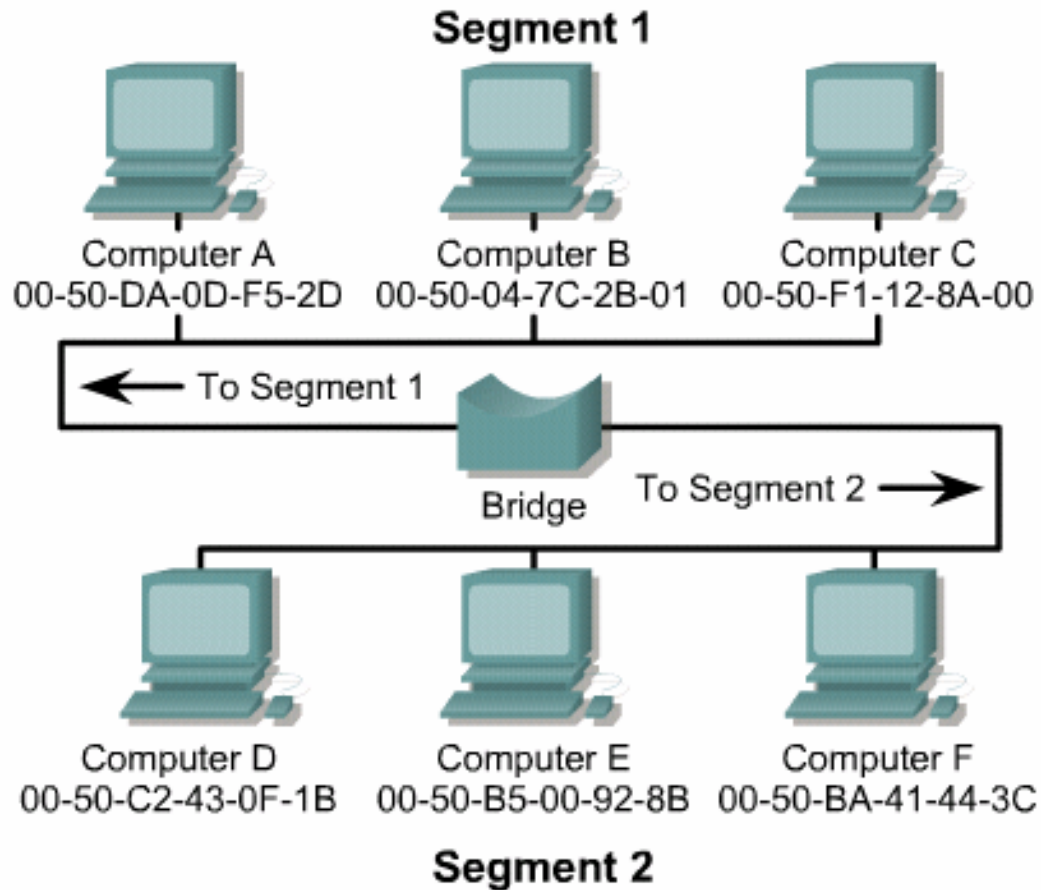 Segment 1
Computer A
00-50-DA-0D-F5-2D
Computer B
00-50-04-7C-2B-01
Computer C
00-50-F1-12-8A-00
To Segment 1
Bridge
To Segment 2
Computer D
00-50-C2-43-0F-1B
Computer E
00-50-B5-00-92-8B
Computer F
00-50-BA-41-44-3C
Segment 2